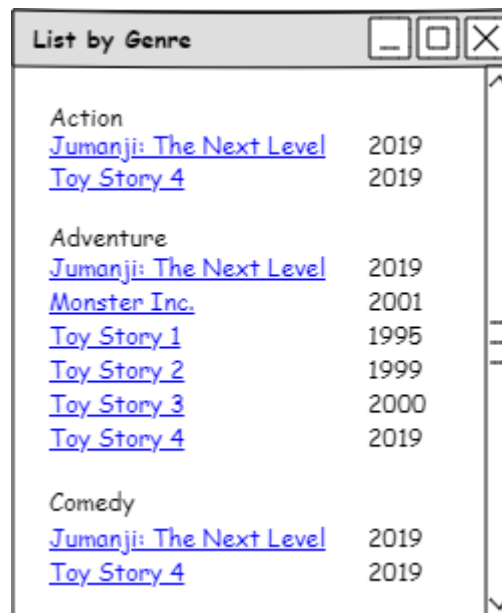 List by Genre
Action
Jumanji: The Next Level 2019
Toy Story 4 2019
Adventure
Jumanji: The Next Level 2019
Monster Inc. 2001
Toy Story 1 1995
Toy Story 2 1999
Toy Story 3 2000
Toy Story 4 2019
Comedy
Jumanji: The Next Level 2019
Toy Story 4 2019